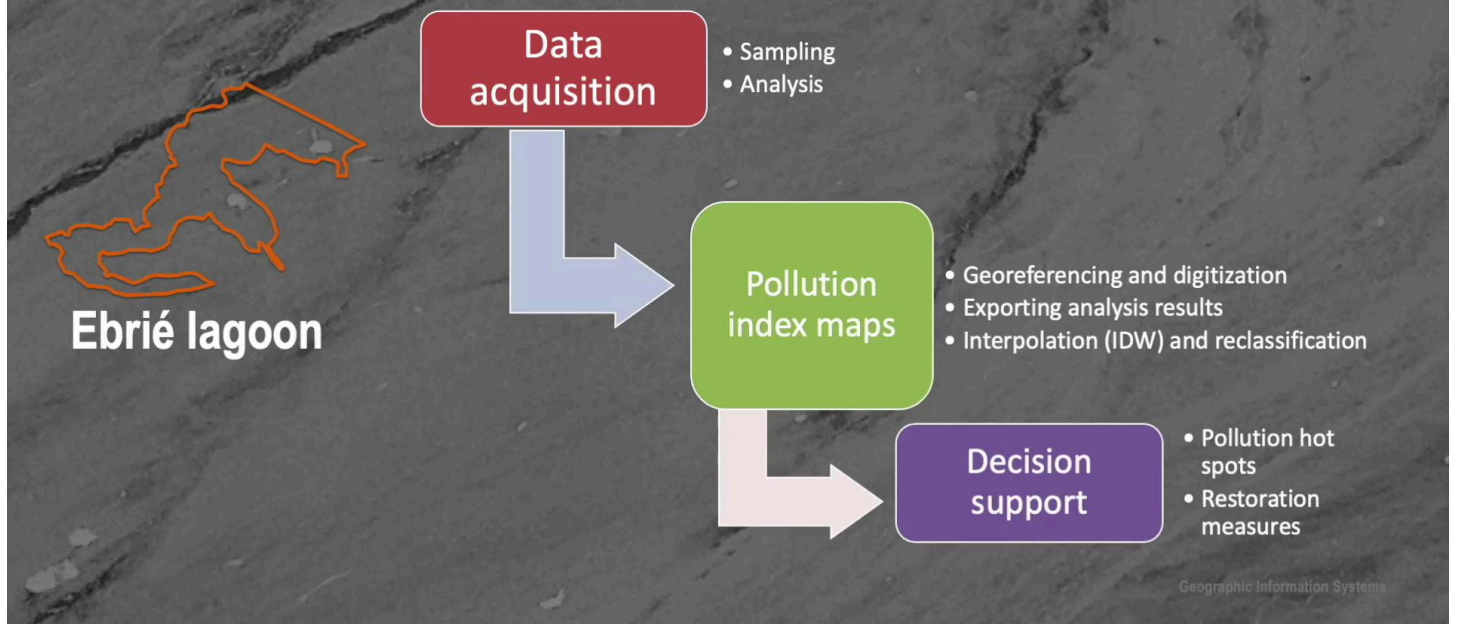 Data
acquisition
• Sampling
• Analysis
Ebrié lagoon
Pollution
index maps
• Georeferencing and digitization
• Exporting analysis results
• Interpolation (IDW) and reclassification
Decision
support
• Pollution hot
spots
• Restoration
measures
Geographic Information Systems